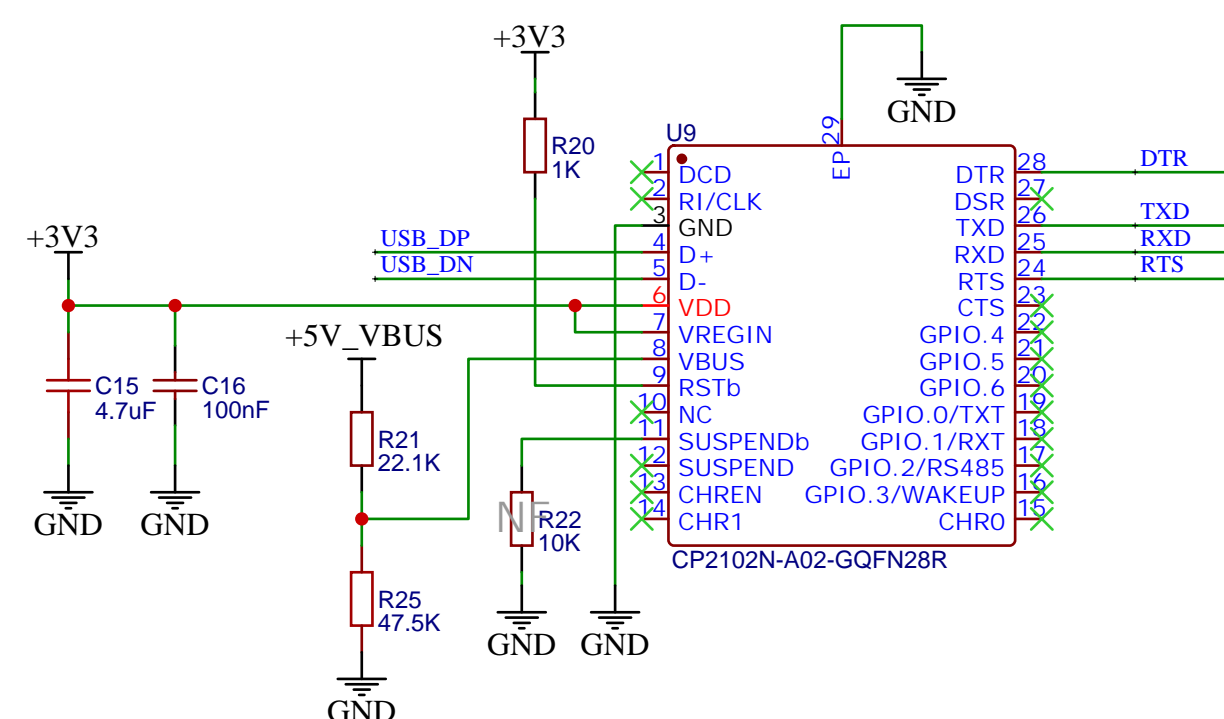 +3V3
GND
R20
1K
U9
EP 29
1 DCD
2 RI/CLK
3 GND
4 D+
5 D-
6 VDD
7 VREGIN
8 VBUS
9 RSTb
10 NC
11 SUSPENDb
12 SUSPEND
13 CHREN
14 CHR1
DTR 28
DSR 27
TXD 26
RXD 25
RTS 24
CTS 23
GPIO.4 22
GPIO.5 21
GPIO.6 20
GPIO.0/TXT 19
GPIO.1/RXT 18
GPIO.2/RS485 17
GPIO.3/WAKEUP 16
CHR0 15
CP2102N-A02-GQFN28R
DTR
TXD
RXD
RTS
USB_DP
USB_DN
+3V3
C15
4.7uF
GND
C16
100nF
GND
+5V_VBUS
R21
22.1K
R25
47.5K
GND
NF
R22
10K
GND
GND